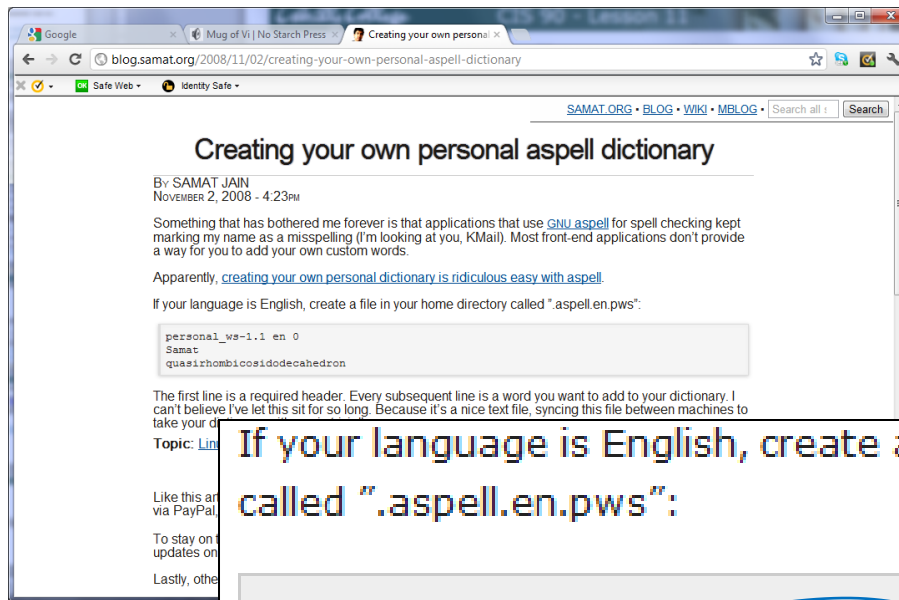 CIS 90 - Lesson 11
Google
Mug of Vi | No Starch Press
Creating your own personal
blog.samat.org/2008/11/02/creating-your-own-personal-aspell-dictionary
OK Safe Web
Identity Safe
SAMAT.ORG • BLOG • WIKI • MBLOG • Search all Search
Creating your own personal aspell dictionary
BY SAMAT JAIN
NOVEMBER 2, 2008 - 4:23PM
Something that has bothered me forever is that applications that use GNU aspell for spell checking kept
marking my name as a misspelling (I'm looking at you, KMail). Most front-end applications don't provide
a way for you to add your own custom words.
Apparently, creating your own personal dictionary is ridiculous easy with aspell.
If your language is English, create a file in your home directory called ".aspell.en.pws":
personal_ws-1.1 en 0
Samat
quasirhombicosidodecahedron
The first line is a required header. Every subsequent line is a word you want to add to your dictionary. I
can't believe I've let this sit for so long. Because it's a nice text file, syncing this file between machines to
take your
Topic:
Like this
via PayPal,
To stay on
updates on
Lastly,
If your language is English, create
called ".aspell.en.pws":